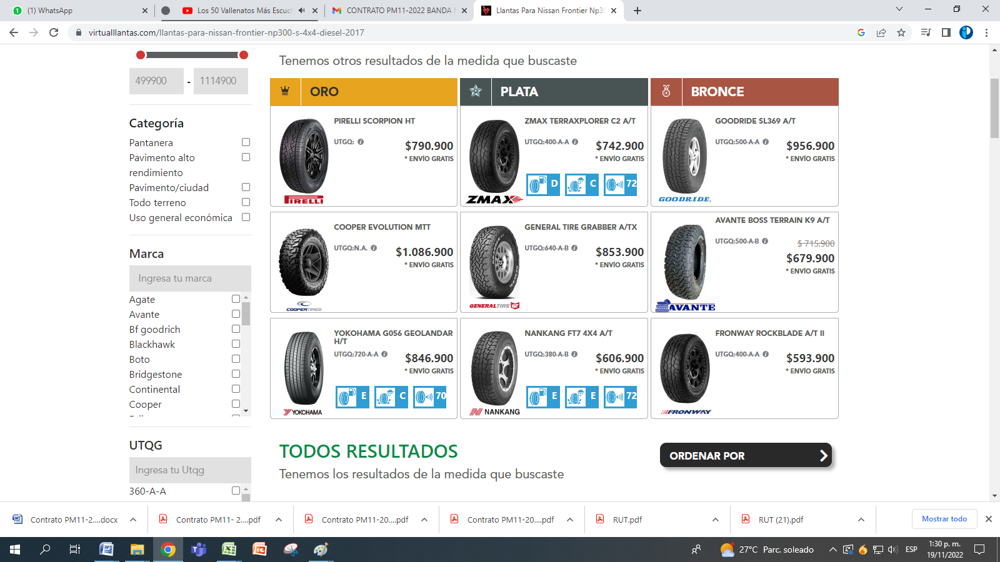 (1) WhatsApp
Los 50 Vallenatos Más Escuch
CONTRATO PM11-2022 BANDA
Llantas Para Nissan Frontier Np30
virtualllantas.com/llantas-para-nissan-frontier-np300-s-4x4-diesel-2017
499900 - 1114900
Categoría
Pantanera
Pavimento alto
rendimiento
Pavimento/ciudad
Todo terreno
Uso general económica
Marca
Ingresa tu marca
Agate
Avante
Bf goodrich
Blackhawk
Boto
Bridgestone
Continental
Cooper
UTQG
Ingresa tu Utqg
360-A-A
Tenemos otros resultados de la medida que buscaste
ORO
PLATA
BRONCE
PIRELLI SCORPION HT
UTGQ:
$790.900
* ENVÍO GRATIS
PIRELLI
ZMAX TERRAXPLORER C2 A/T
UTGQ:400-A-A
$742.900
* ENVÍO GRATIS
D C 72
ZMAX
GOODRIDE SL369 A/T
UTGQ:500-A-A
$956.900
* ENVÍO GRATIS
GOODRIDE
COOPER EVOLUTION MTT
UTGQ:N.A.
$1.086.900
* ENVÍO GRATIS
COOPERTIRES
GENERAL TIRE GRABBER A/TX
UTGQ:640-A-B
$853.900
* ENVÍO GRATIS
GENERAL TIRE
AVANTE BOSS TERRAIN K9 A/T
UTGQ:500-A-B
$ 715.900
$679.900
* ENVÍO GRATIS
AVANTE
YOKOHAMA G056 GEOLANDAR
H/T
UTGQ:720-A-A
$846.900
* ENVÍO GRATIS
E C 70
YOKOHAMA
NANKANG FT7 4X4 A/T
UTGQ:380-A-B
$606.900
* ENVÍO GRATIS
E E 72
NANKANG
FRONWAY ROCKBLADE A/T II
UTGQ:400-A-A
$593.900
* ENVÍO GRATIS
FRONWAY
TODOS RESULTADOS
Tenemos los resultados de la medida que buscaste
ORDENAR POR
Contrato PM11-2....docx
Contrato PM11- 2....pdf
Contrato PM11-20....pdf
Contrato PM11-20....pdf
RUT.pdf
RUT (21).pdf
Mostrar todo
27°C Parc. soleado
ESP
1:30 p. m.
19/11/2022